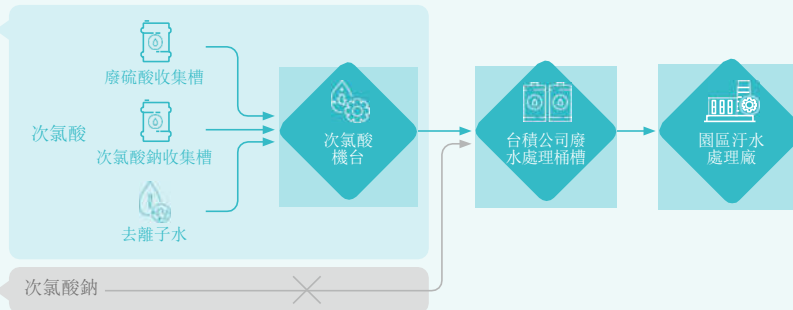 廢硫酸收集槽
次氯酸
次氯酸鈉收集槽
去離子水
次氯酸
機台
台積公司廢
水處理桶槽
園區汙水
處理廠
次氯酸鈉